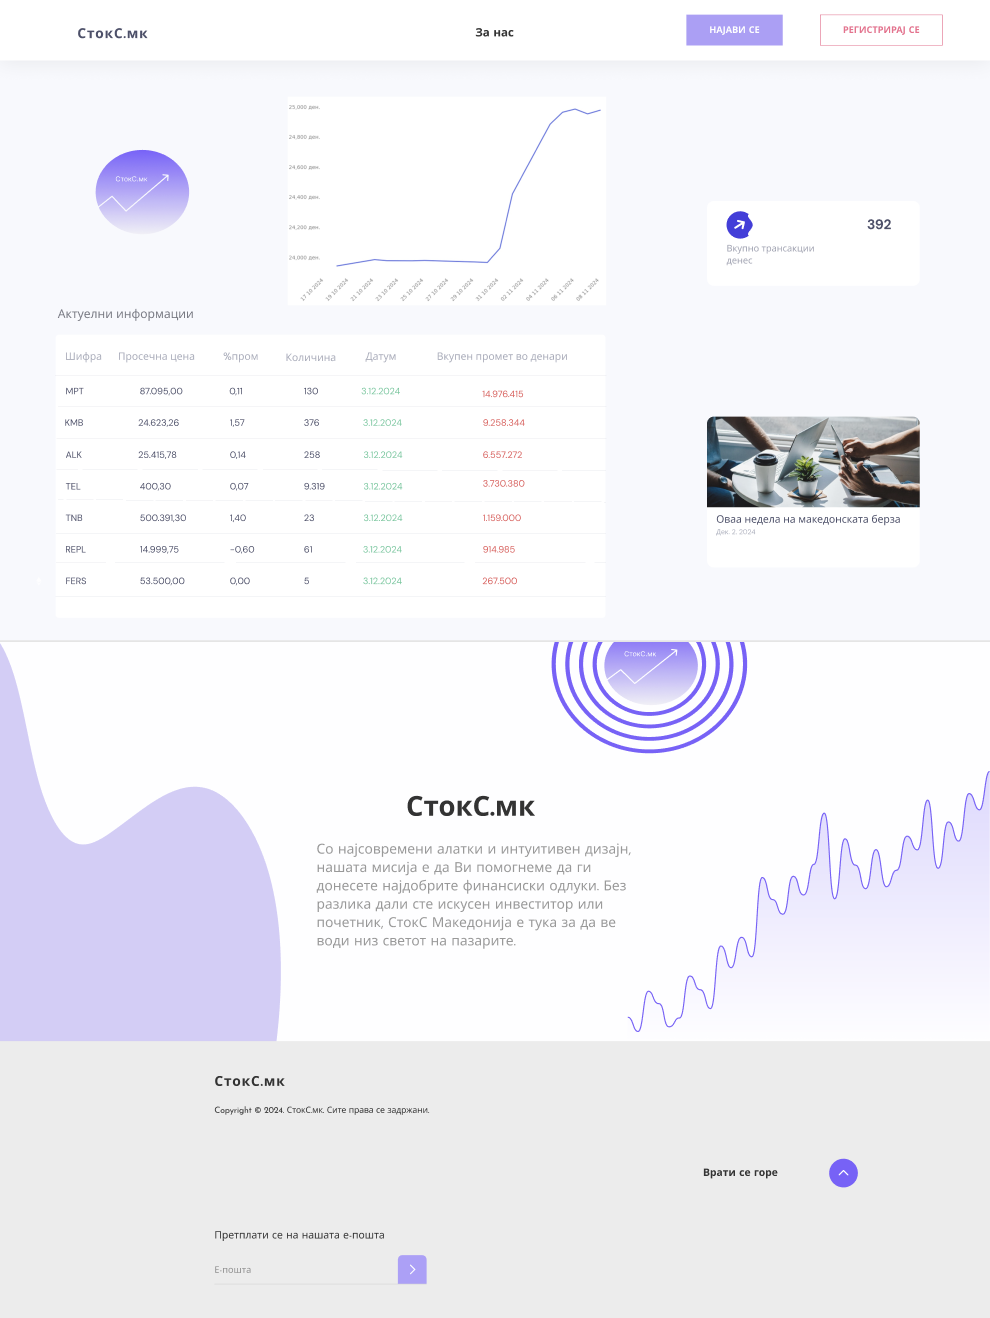 СтокС.мк
За нас
НАЈАВИ СЕ
РЕГИСТРИРАЈ СЕ
СтокС.мк
25,000 ден.
24,800 ден.
24,600 ден.
24,400 ден.
24,200 ден.
24,000 ден.
17 10 2024
19 10 2024
21 10 2024
23 10 2024
25 10 2024
27 10 2024
29 10 2024
31 10 2024
02 11 2024
04 11 2024
06 11 2024
08 11 2024
392
Вкупно трансакции
денес
Актуелни информации
Шифра Просечна цена %пром Количина Датум Вкупен промет во денари
МРТ 87.095,00 0,11 130 3.12.2024 14.976.415
KMB 24.623,26 1,57 376 3.12.2024 9.258.344
ALK 25.415,78 0,14 258 3.12.2024 6.557.272
TEL 400,30 0,07 9.319 3.12.2024 3.730.380
TNB 500.391,30 1,40 23 3.12.2024 1.159.000
REPL 14.999,75 -0,60 61 3.12.2024 914.985
FERS 53.500,00 0,00 5 3.12.2024 267.500
Оваа недела на македонската берза
Дек. 2. 2024
СтокС.мк
СтокС.мк
Со најсовремени алатки и интуитивен дизајн,
нашата мисија е да Ви помогнеме да ги
донесете најдобрите финансиски одлуки. Без
разлика дали сте искусен инвеститор или
почетник, СтокС Македонија е тука за да ве
води низ светот на пазарите.
СтокС.мк
Copyright © 2024. СтокС.мк. Сите права се задржани.
Врати се горе
Претплати се на нашата е-пошта
Е-пошта